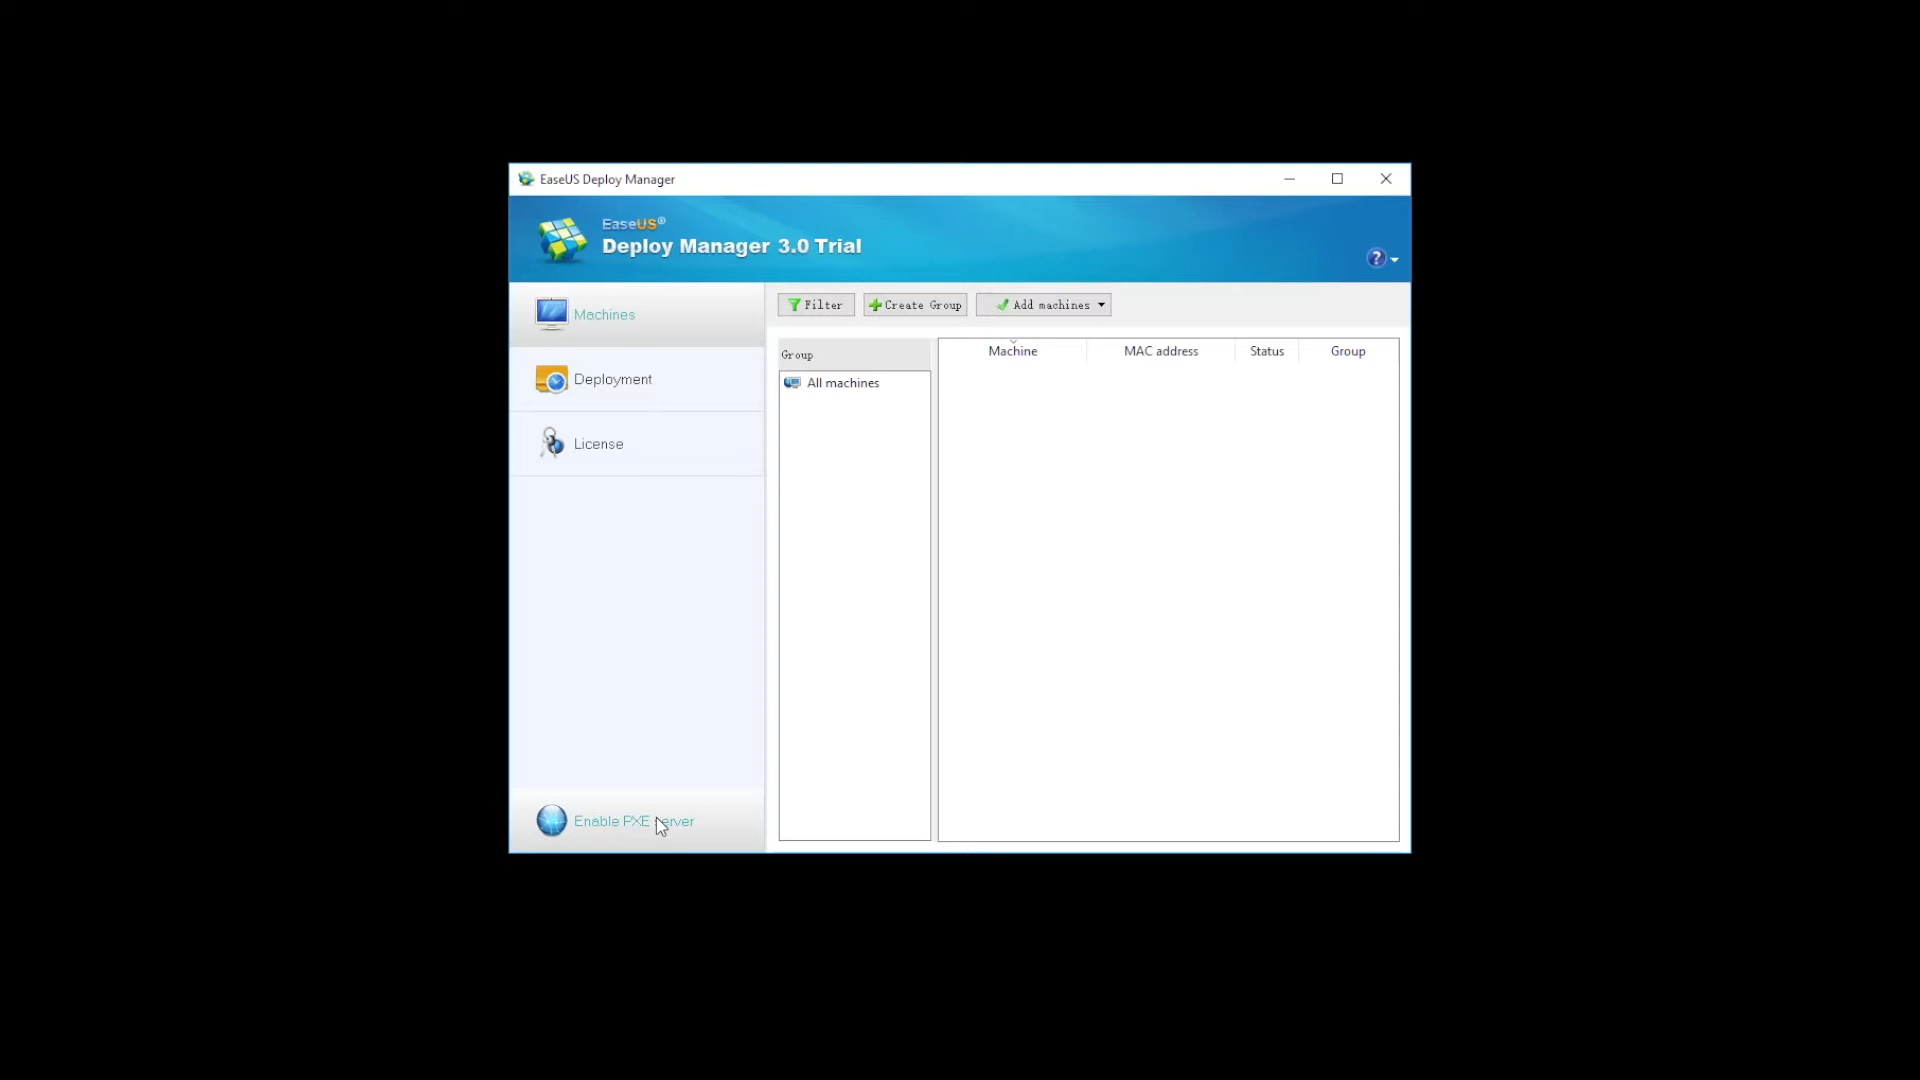 EaseUS Deploy Manager
EaseUS®
Deploy Manager 3.0 Trial
?
Machines
Deployment
License
Enable PXE server
Filter
Create Group
Add machines
Group
All machines
Machine MAC address Status Group